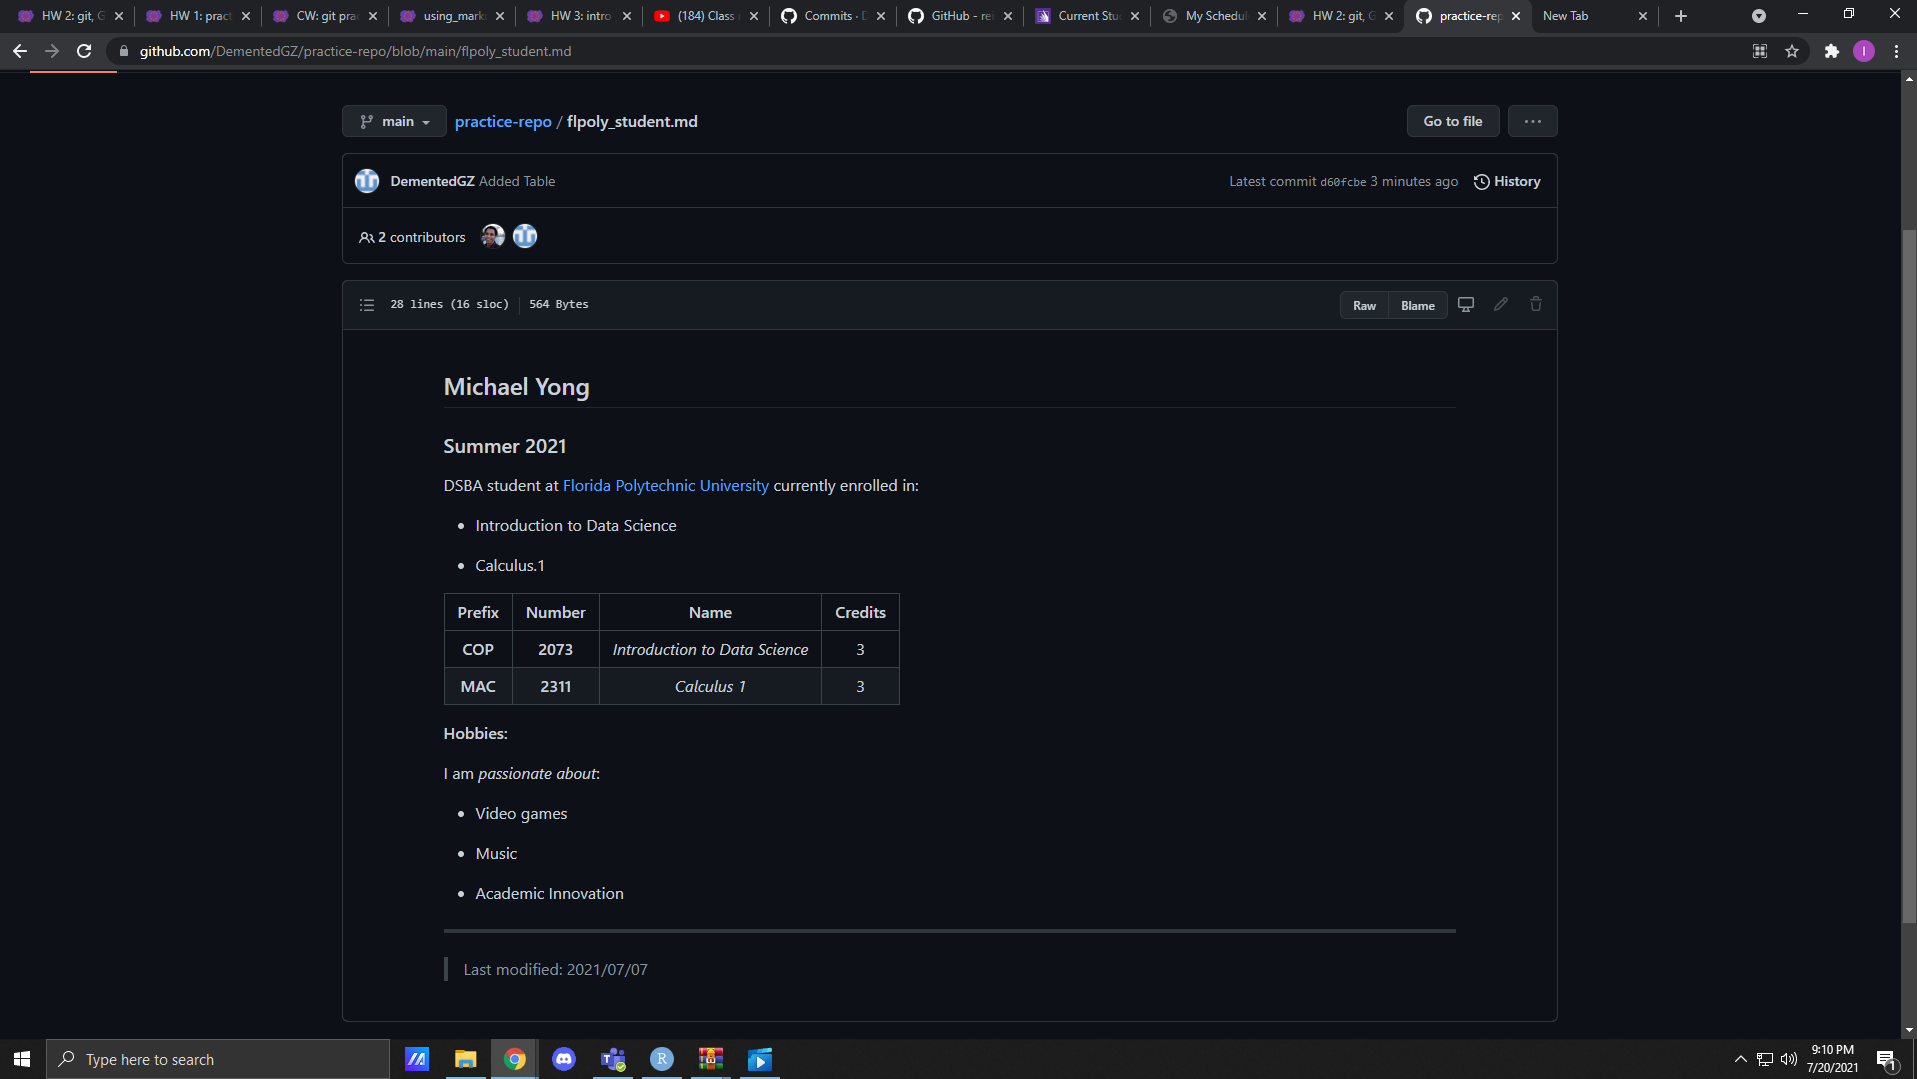 HW 2: git, G
HW 1: pract
CW: git prac
using_mark
HW 3: intro
(184) Class
Commits · D
GitHub - rei
Current Stu
My Schedul
HW 2: git, G
practice-rep
New Tab
github.com/DementedGZ/practice-repo/blob/main/flpoly_student.md
I
main
practice-repo / flpoly_student.md
Go to file
DementedGZ Added Table
Latest commit d60fcbe 3 minutes ago
History
2 contributors
28 lines (16 sloc) 564 Bytes
Raw
Blame
Michael Yong
Summer 2021
DSBA student at Florida Polytechnic University currently enrolled in:
• Introduction to Data Science
• Calculus.1
Prefix Number Name Credits
COP 2073 Introduction to Data Science 3
MAC 2311 Calculus 1 3
Hobbies:
I am passionate about:
• Video games
• Music
• Academic Innovation
Last modified: 2021/07/07
Type here to search
R
9:10 PM
7/20/2021
1